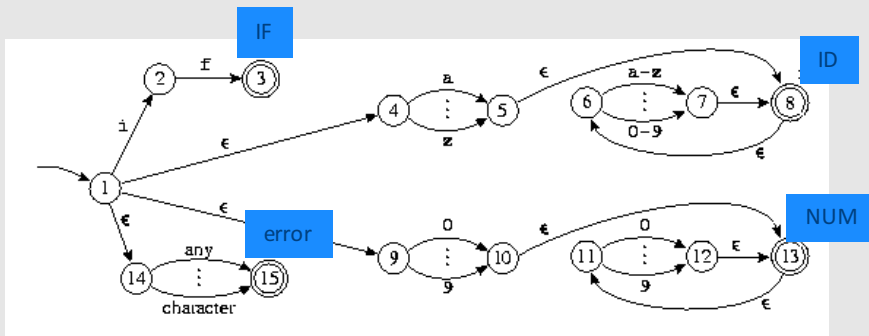 IF
ID
2 f 3
a
ϵ
a-z
i
4 ⋮ 5
6 ⋮ 7 ϵ 8
z
0-9
ϵ
ϵ
1
ϵ
ϵ
error
NUM
0
ϵ
0
any
9 ⋮ 10
11 ⋮ 12 ϵ 13
14 ⋮ 15
9
9
character
ϵ